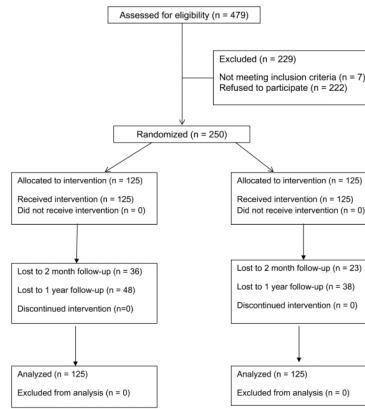 Assessed for eligibility (n = 479)
Excluded (n = 229)
Not meeting inclusion criteria (n = 7)
Refused to participate (n = 222)
Randomized (n = 250)
Allocated to intervention (n = 125)
Received intervention (n = 125)
Did not receive intervention (n = 0)
Allocated to intervention (n = 125)
Received intervention (n = 125)
Did not receive intervention (n = 0)
Lost to 2 month follow-up (n = 36)
Lost to 1 year follow-up (n = 48)
Discontinued intervention (n=0)
Lost to 2 month follow-up (n = 23)
Lost to 1 year follow-up (n = 38)
Discontinued intervention (n = 0)
Analyzed (n = 125)
Excluded from analysis (n = 0)
Analyzed (n = 125)
Excluded from analysis (n = 0)